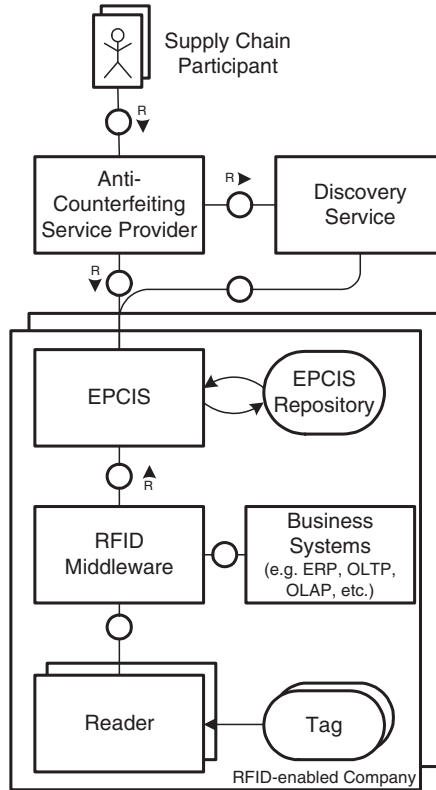 Supply Chain
Participant
R
Anti-
Counterfeiting
Service Provider
R
Discovery
Service
R
EPCIS
EPCIS
Repository
R
RFID
Middleware
Business
Systems
(e.g. ERP, OLTP,
OLAP, etc.)
Reader
Tag
RFID-enabled Company